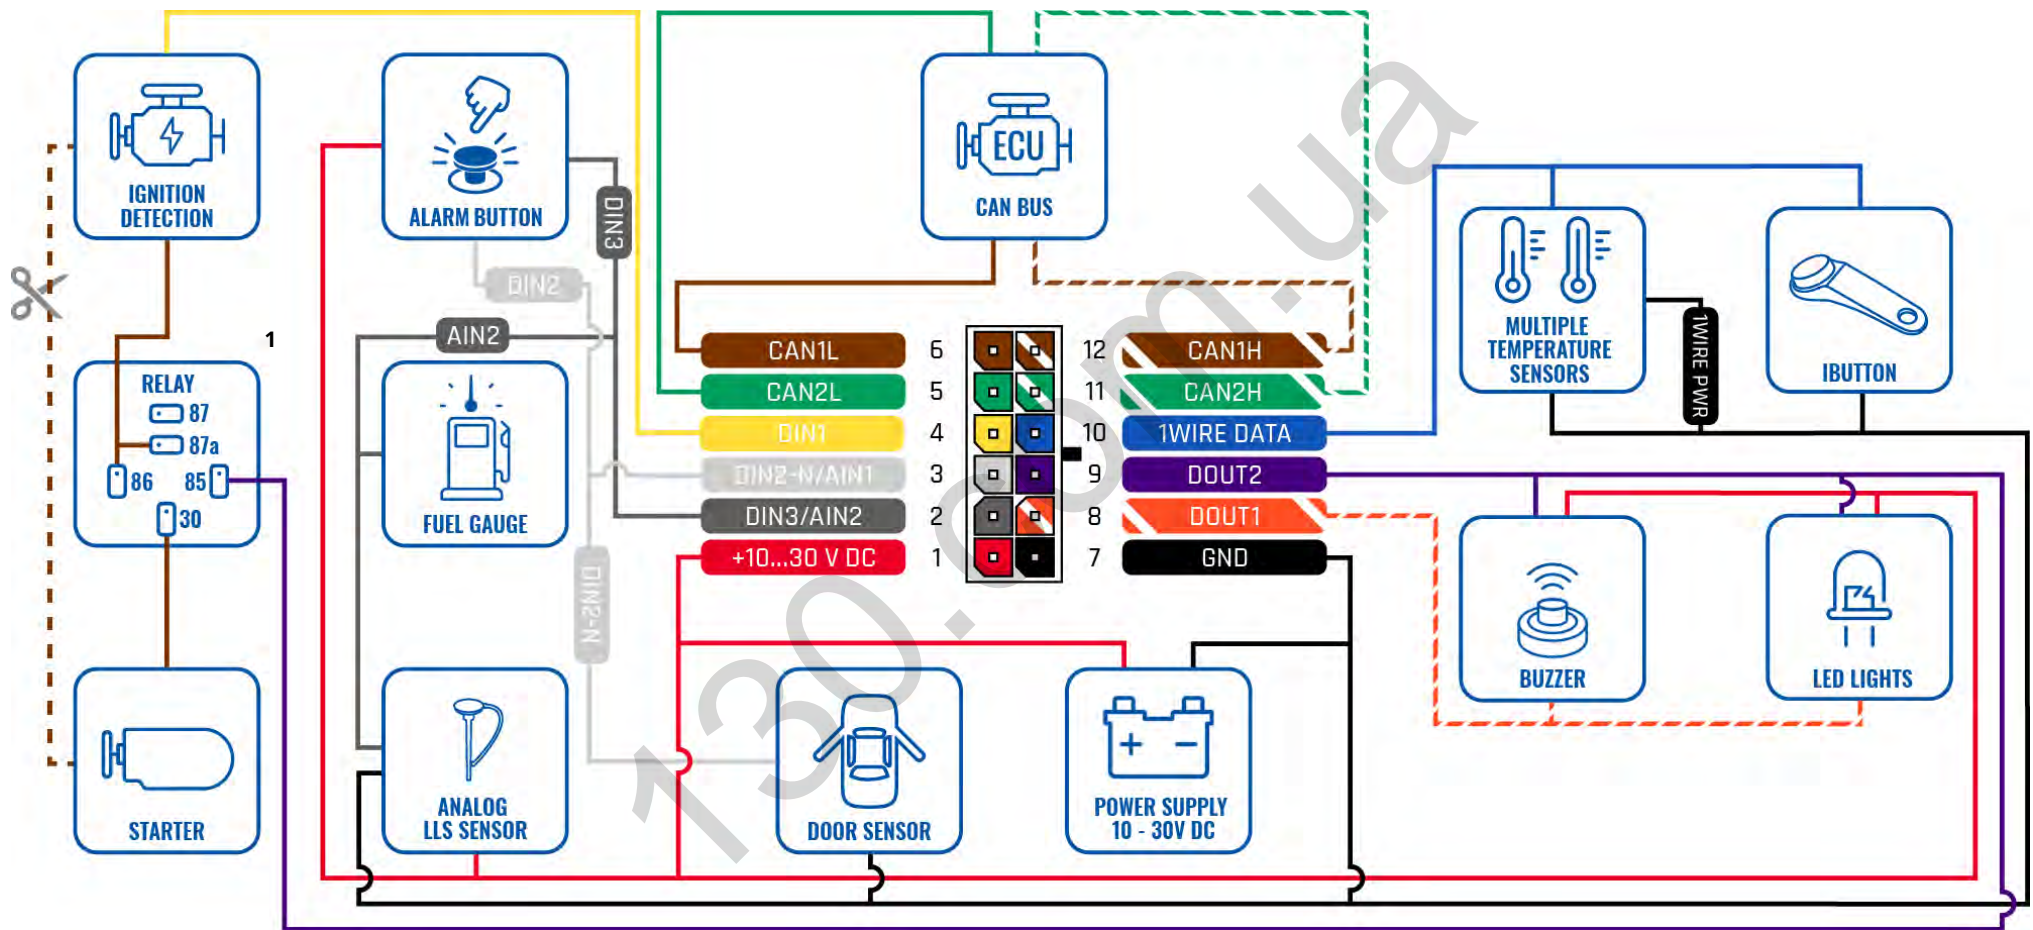 IGNITION
DETECTION
ALARM BUTTON
DIN3
DIN2
AIN2
ECU
CAN BUS
MULTIPLE
TEMPERATURE
SENSORS
1WIRE PWR
IBUTTON
1
RELAY
87
87a
86
85
30
FUEL GAUGE
CAN1L 6 12 CAN1H
CAN2L 5 11 CAN2H
DIN1 4 10 1WIRE DATA
DIN2-N/AIN1 3 9 DOUT2
DIN3/AIN2 2 8 DOUT1
+10...30 V DC 1 7 GND
DIN2-N
BUZZER
LED LIGHTS
STARTER
ANALOG
LLS SENSOR
DOOR SENSOR
POWER SUPPLY
10 - 30V DC
130.com.ua